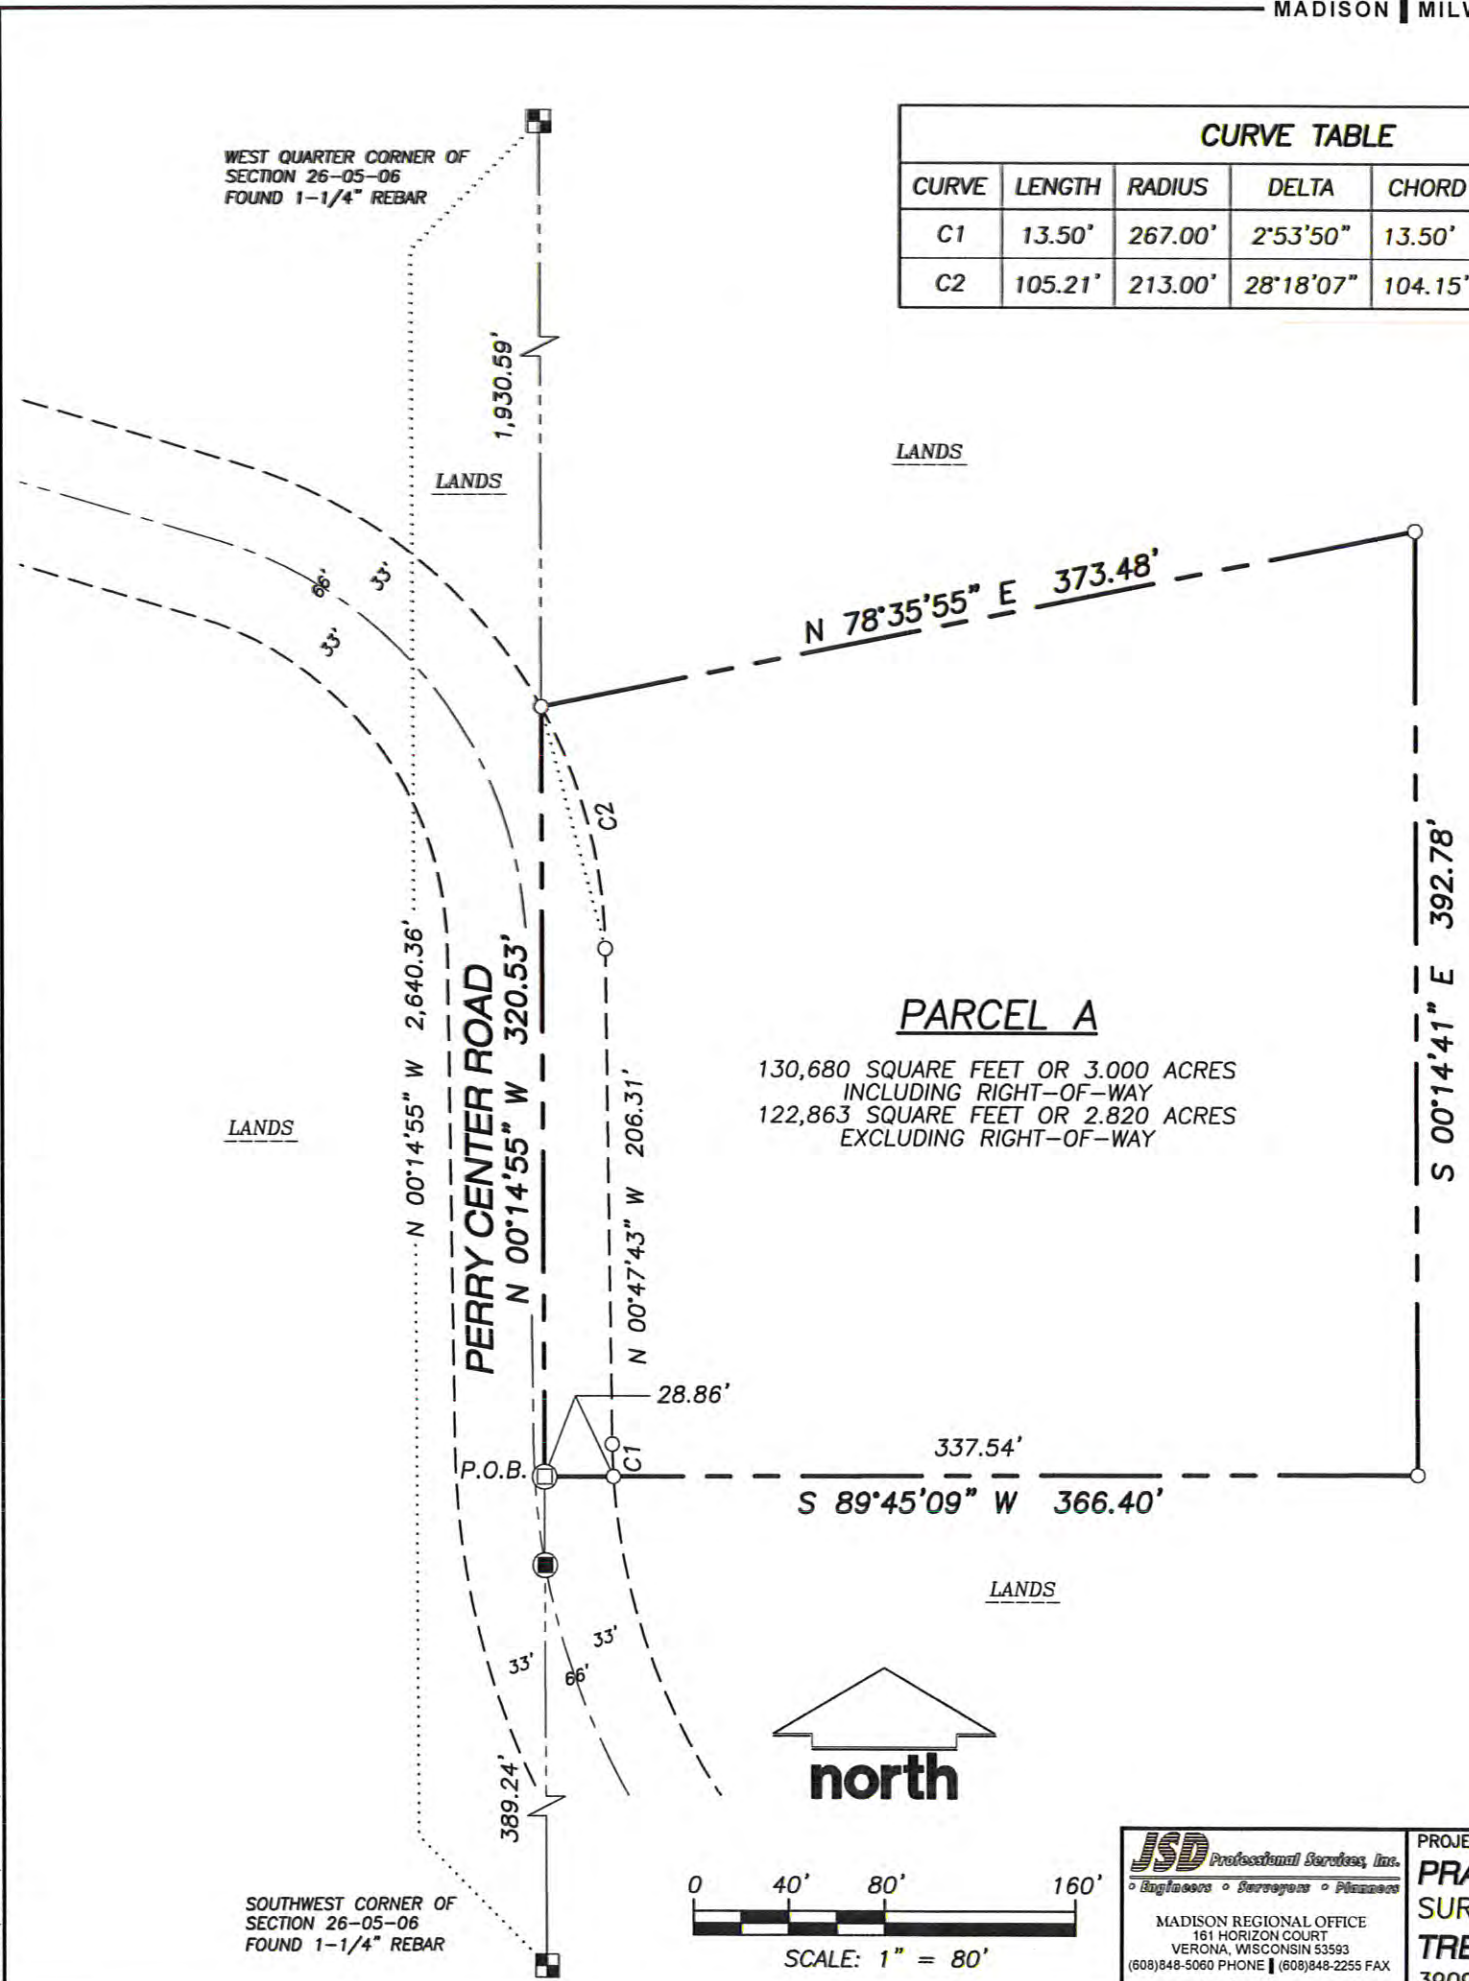 MADISON
WEST QUARTER CORNER OF
SECTION 26-05-06
FOUND 1-1/4" REBAR
CURVE TABLE
CURVE LENGTH RADIUS DELTA CHORD
C1 13.50' 267.00' 2°53'50" 13.50'
C2 105.21' 213.00' 28°18'07" 104.15'
1,930.59'
LANDS
LANDS
66'
33'
33'
N 78°35'55" E 373.48'
C2
S 00°14'41" E 392.78'
N 00°14'55" W 2,640.36'
PERRY CENTER ROAD
N 00°14'55" W 320.53'
N 00°47'43" W 206.31'
PARCEL A
130,680 SQUARE FEET OR 3.000 ACRES
INCLUDING RIGHT-OF-WAY
122,863 SQUARE FEET OR 2.820 ACRES
EXCLUDING RIGHT-OF-WAY
LANDS
28.86'
P.O.B.
C1
337.54'
S 89°45'09" W 366.40'
LANDS
33'
33'
66'
north
389.24'
SOUTHWEST CORNER OF
SECTION 26-05-06
FOUND 1-1/4" REBAR
0 40' 80' 160'
SCALE: 1" = 80'
JSD Professional Services, Inc.
• Engineers • Surveyors • Planners
MADISON REGIONAL OFFICE
161 HORIZON COURT
VERONA, WISCONSIN 53593
(608)848-5060 PHONE (608)848-2255 FAX